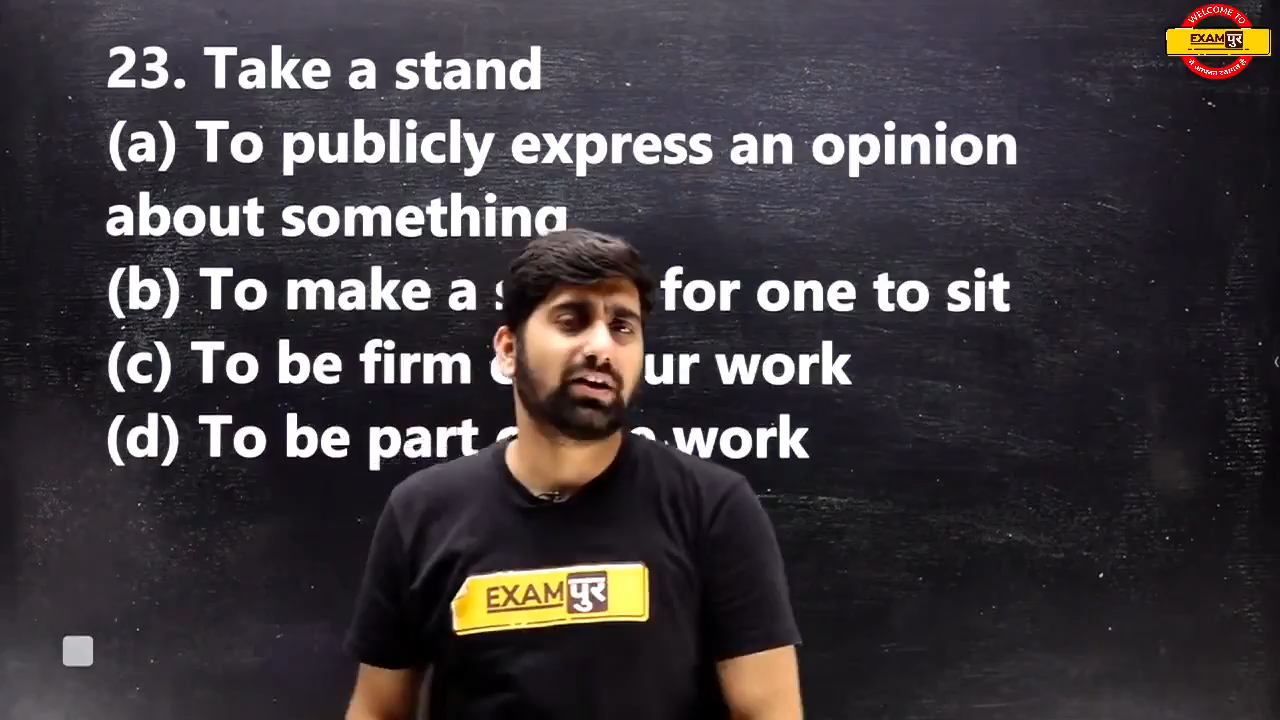 WELCOME TO
EXAMपुर
23. Take a stand
(a) To publicly express an opinion
about something
(b) To make a for one to sit
(c) To be firm work
(d) To be part work
EXAMपुर